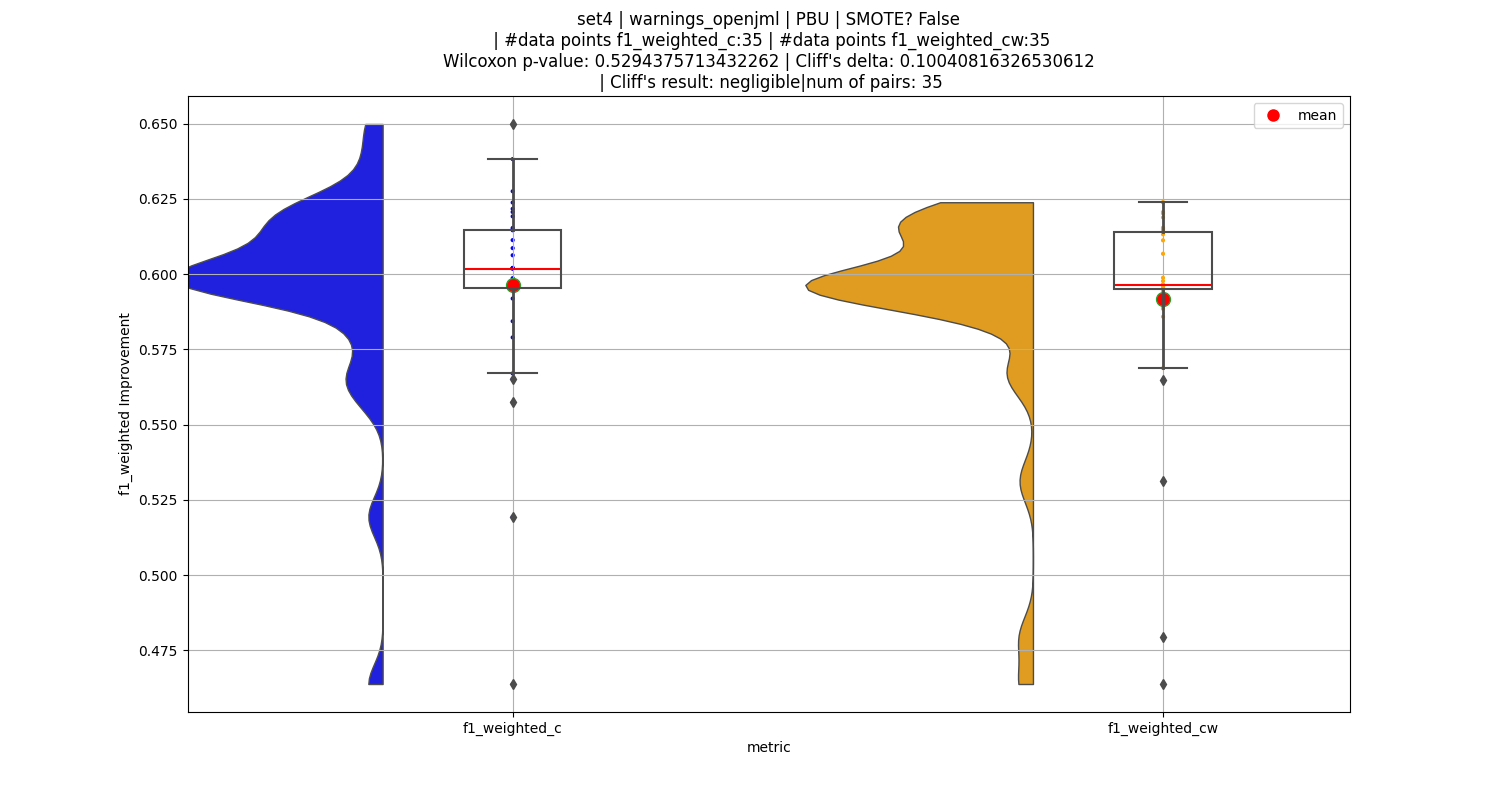 set4 | warnings_openjml | PBU | SMOTE? False
| #data points f1_weighted_c:35 | #data points f1_weighted_cw:35
Wilcoxon p-value: 0.5294375713432262 | Cliff's delta: 0.10040816326530612
| Cliff's result: negligible|num of pairs: 35
mean
0.650
0.625
0.600
0.575
0.550
0.525
0.500
0.475
f1_weighted Improvement
f1_weighted_c
f1_weighted_cw
metric